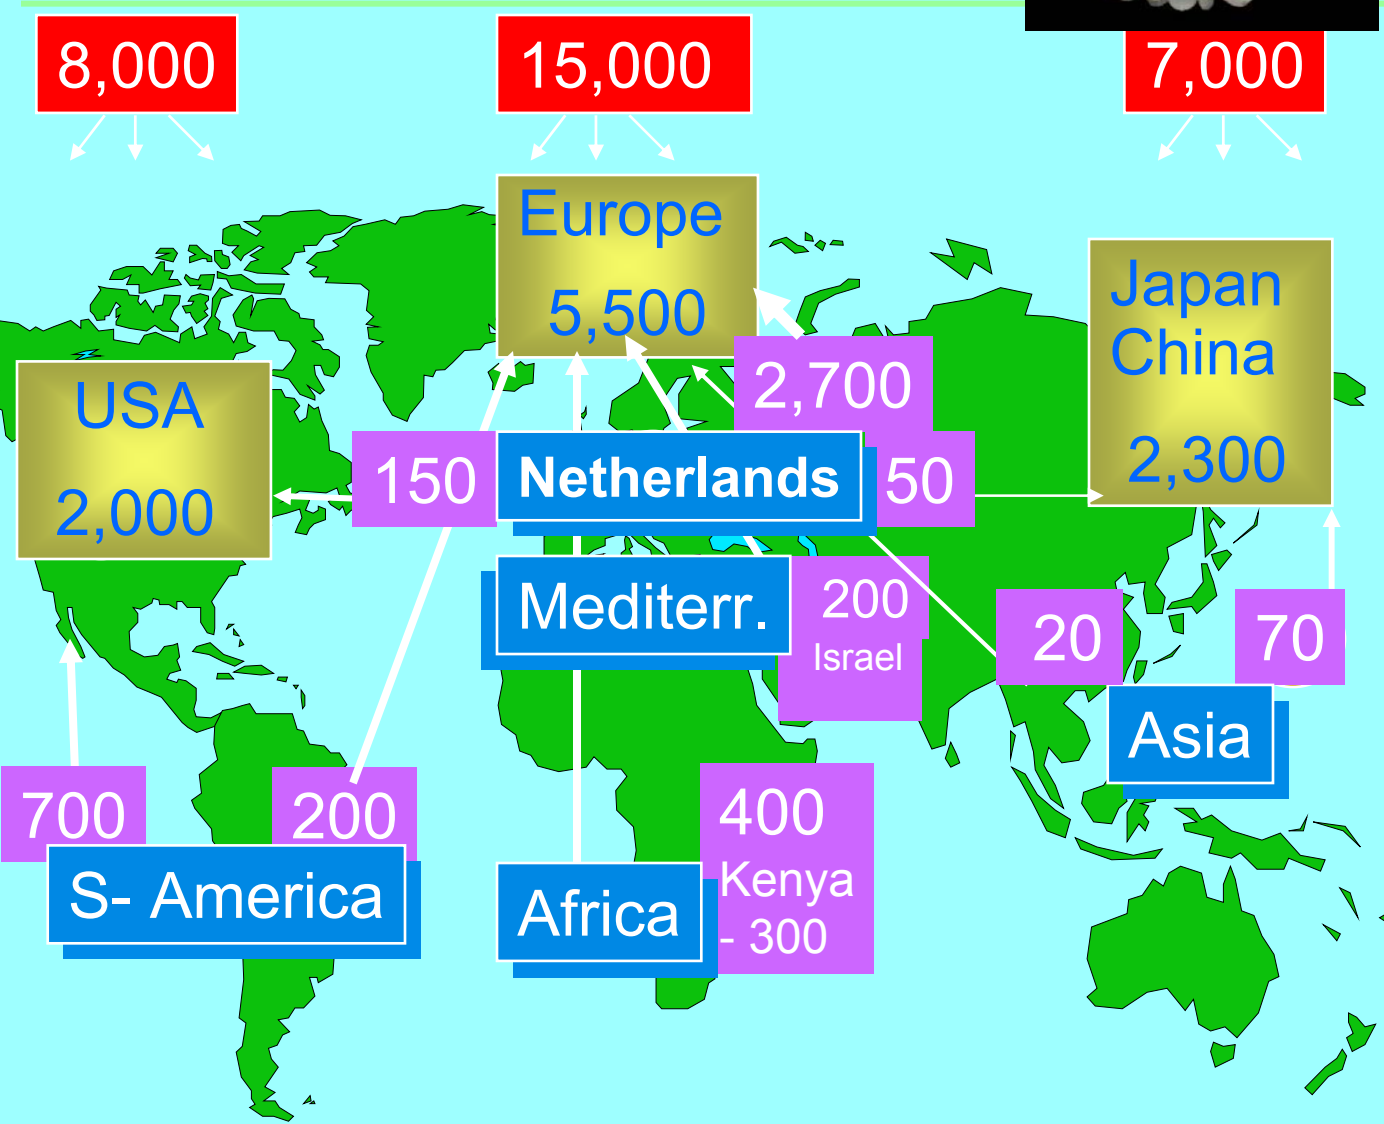 8,000
15,000
7,000
Europe
5,500
Japan
China
2,300
USA
2,000
2,700
150
Netherlands
50
Mediterr.
200
Israel
20
70
Asia
700
200
S- America
400
Kenya
- 300
Africa